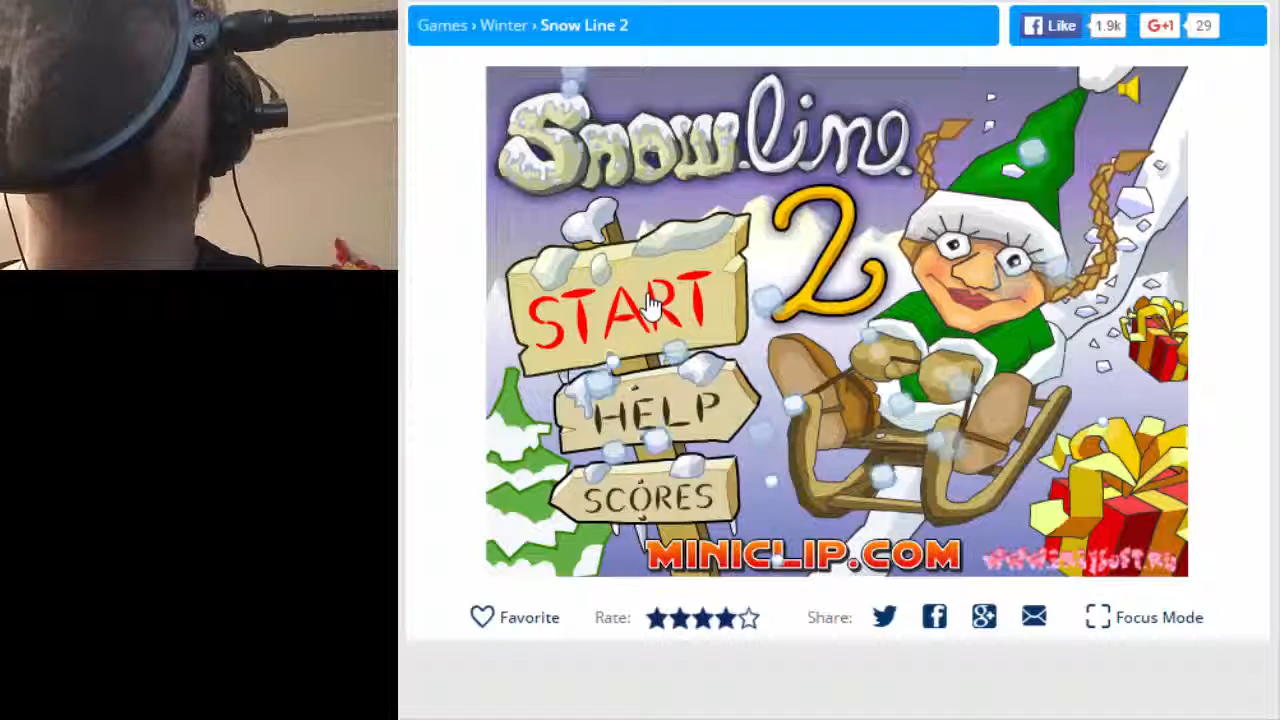 Games › Winter › Snow Line 2
Like 1.9k G+1 29
Snow line
2
START
HELP
SCORES
MINICLIP.COM
Favorite Rate: Share: Focus Mode